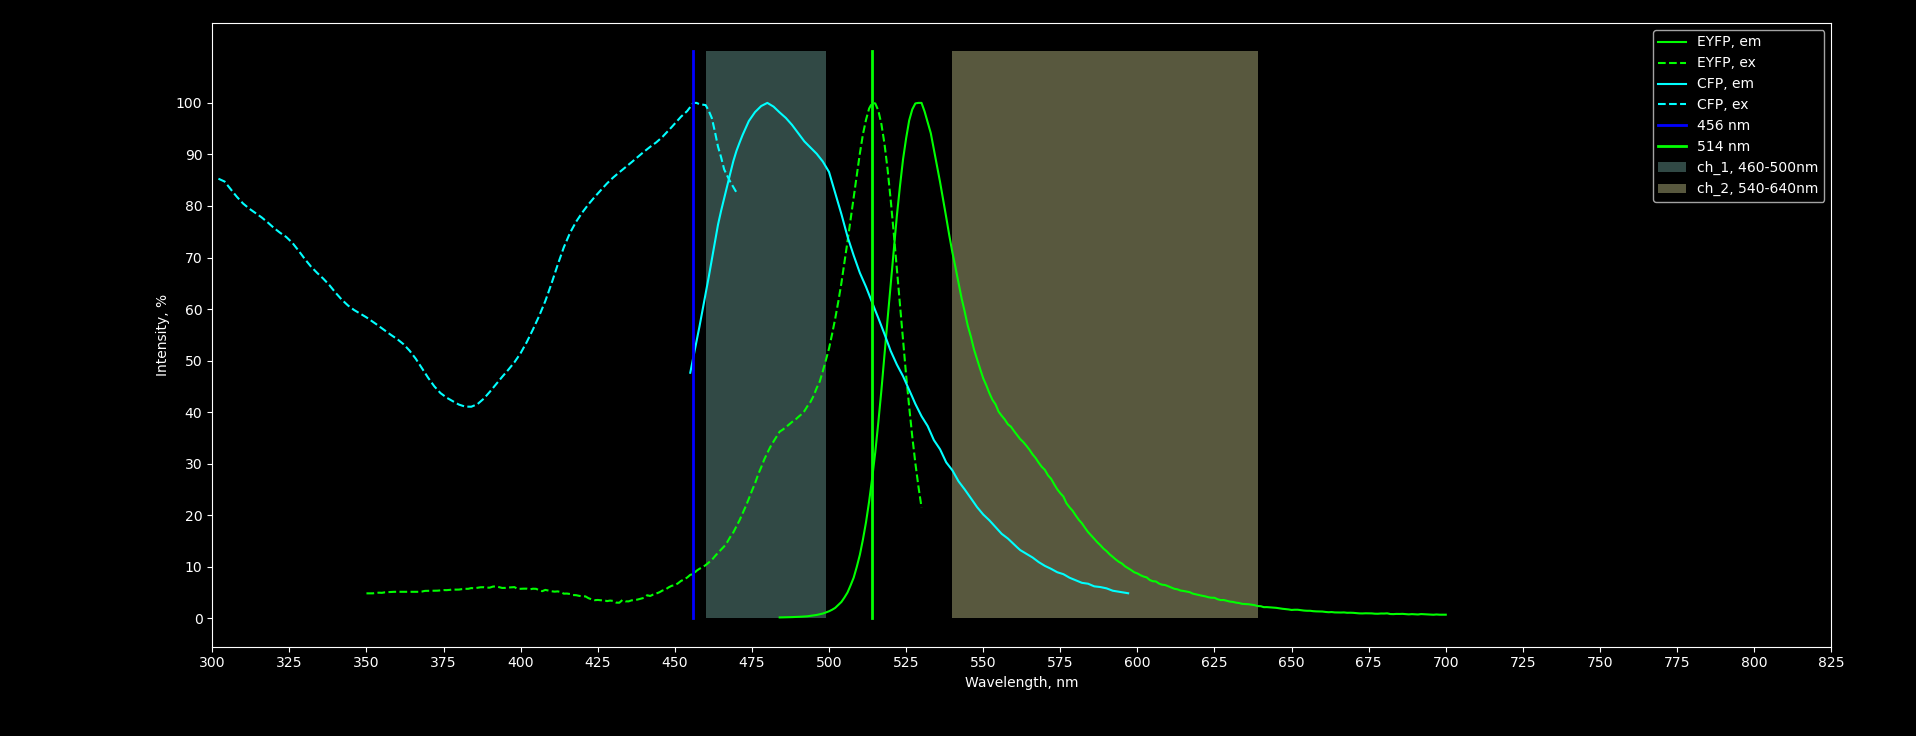 EYFP, em
EYFP, ex
CFP, em
CFP, ex
456 nm
514 nm
ch_1, 460-500nm
ch_2, 540-640nm
100
90
80
70
60
50
40
30
20
10
0
Intensity, %
300 325 350 375 400 425 450 475 500 525 550 575 600 625 650 675 700 725 750 775 800 825
Wavelength, nm